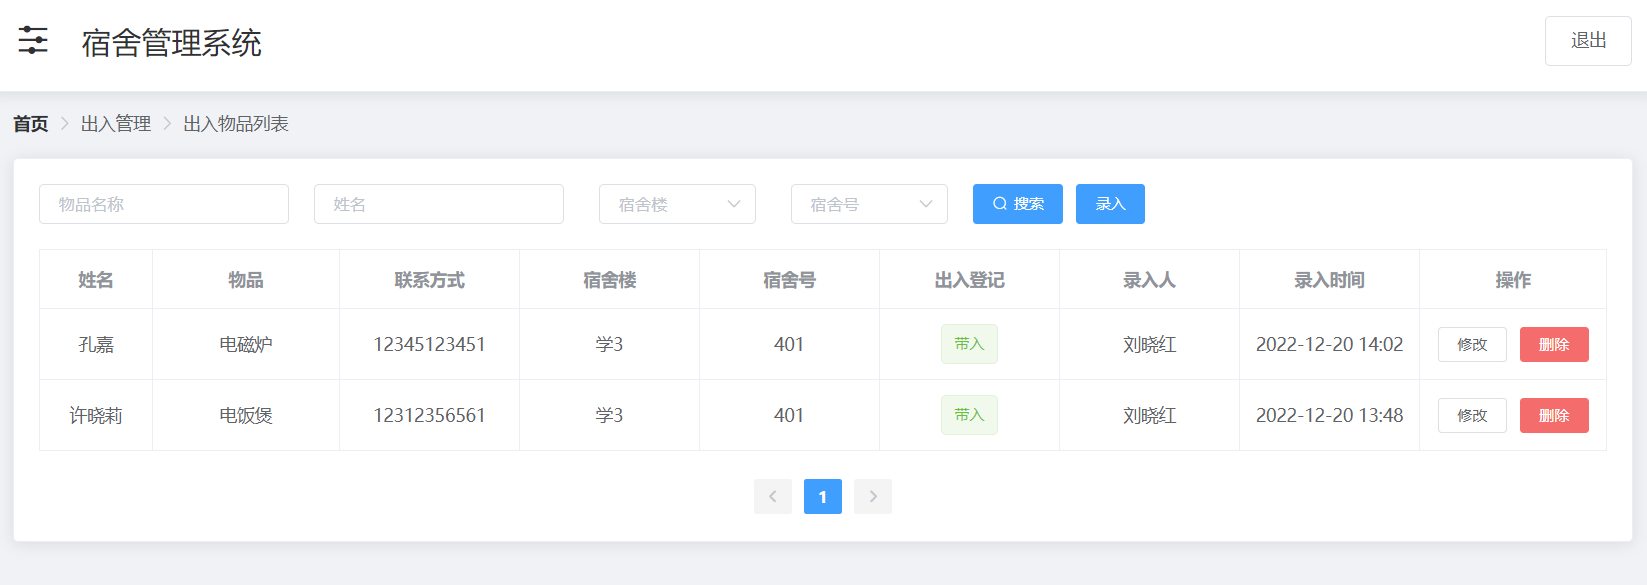 宿舍管理系统 退出
首页 出入管理 出入物品列表
物品名称 姓名 宿舍楼 宿舍号 搜索 录入
姓名 物品 联系方式 宿舍楼 宿舍号 出入登记 录入人 录入时间 操作
孔嘉 电磁炉 12345123451 学3 401 带入 刘晓红 2022-12-20 14:02 修改 删除
许晓莉 电饭煲 12312356561 学3 401 带入 刘晓红 2022-12-20 13:48 修改 删除
1